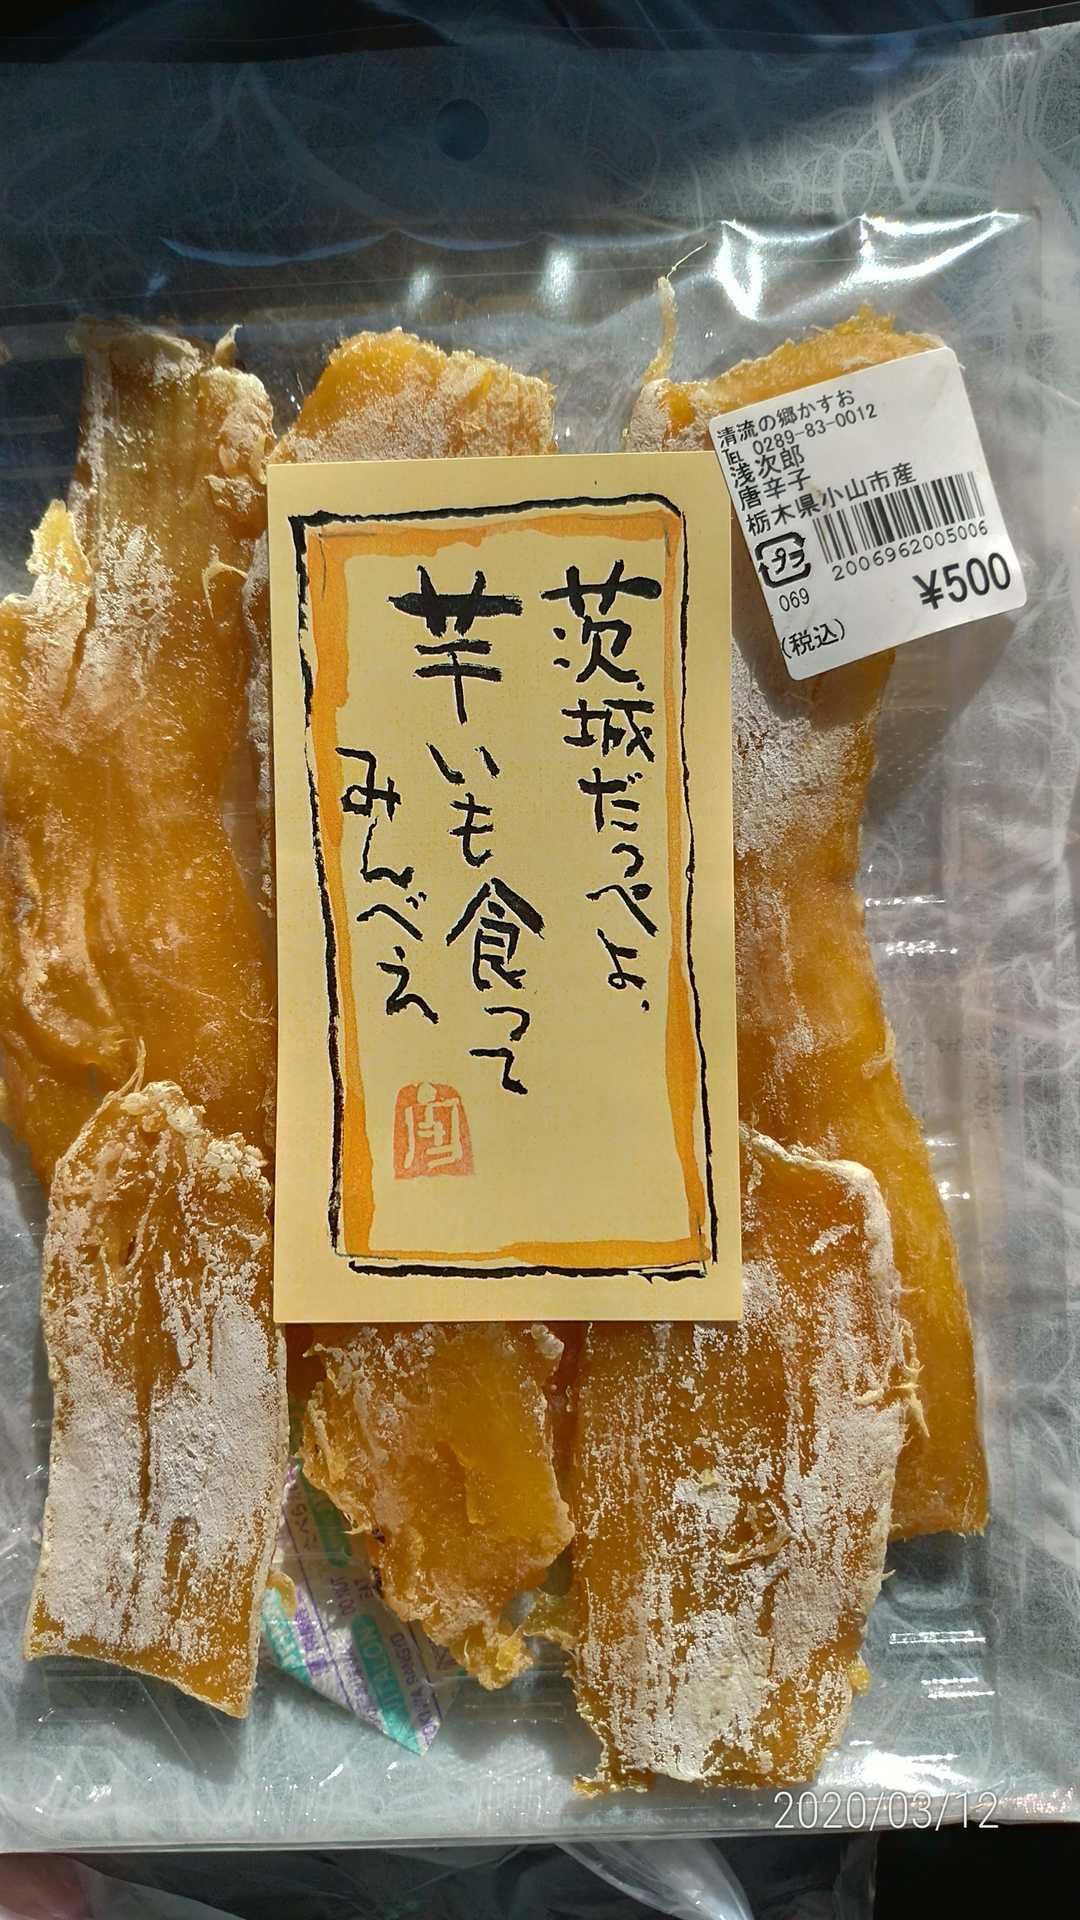 清流の郷かすお
TEL 0289-83-0012
浅次郎
唐辛子
栃木県小山市産
2006962005006
069
¥500
(税込)
茨城だっぺよ、
芋いも食って
みんべえ
2020/03/12